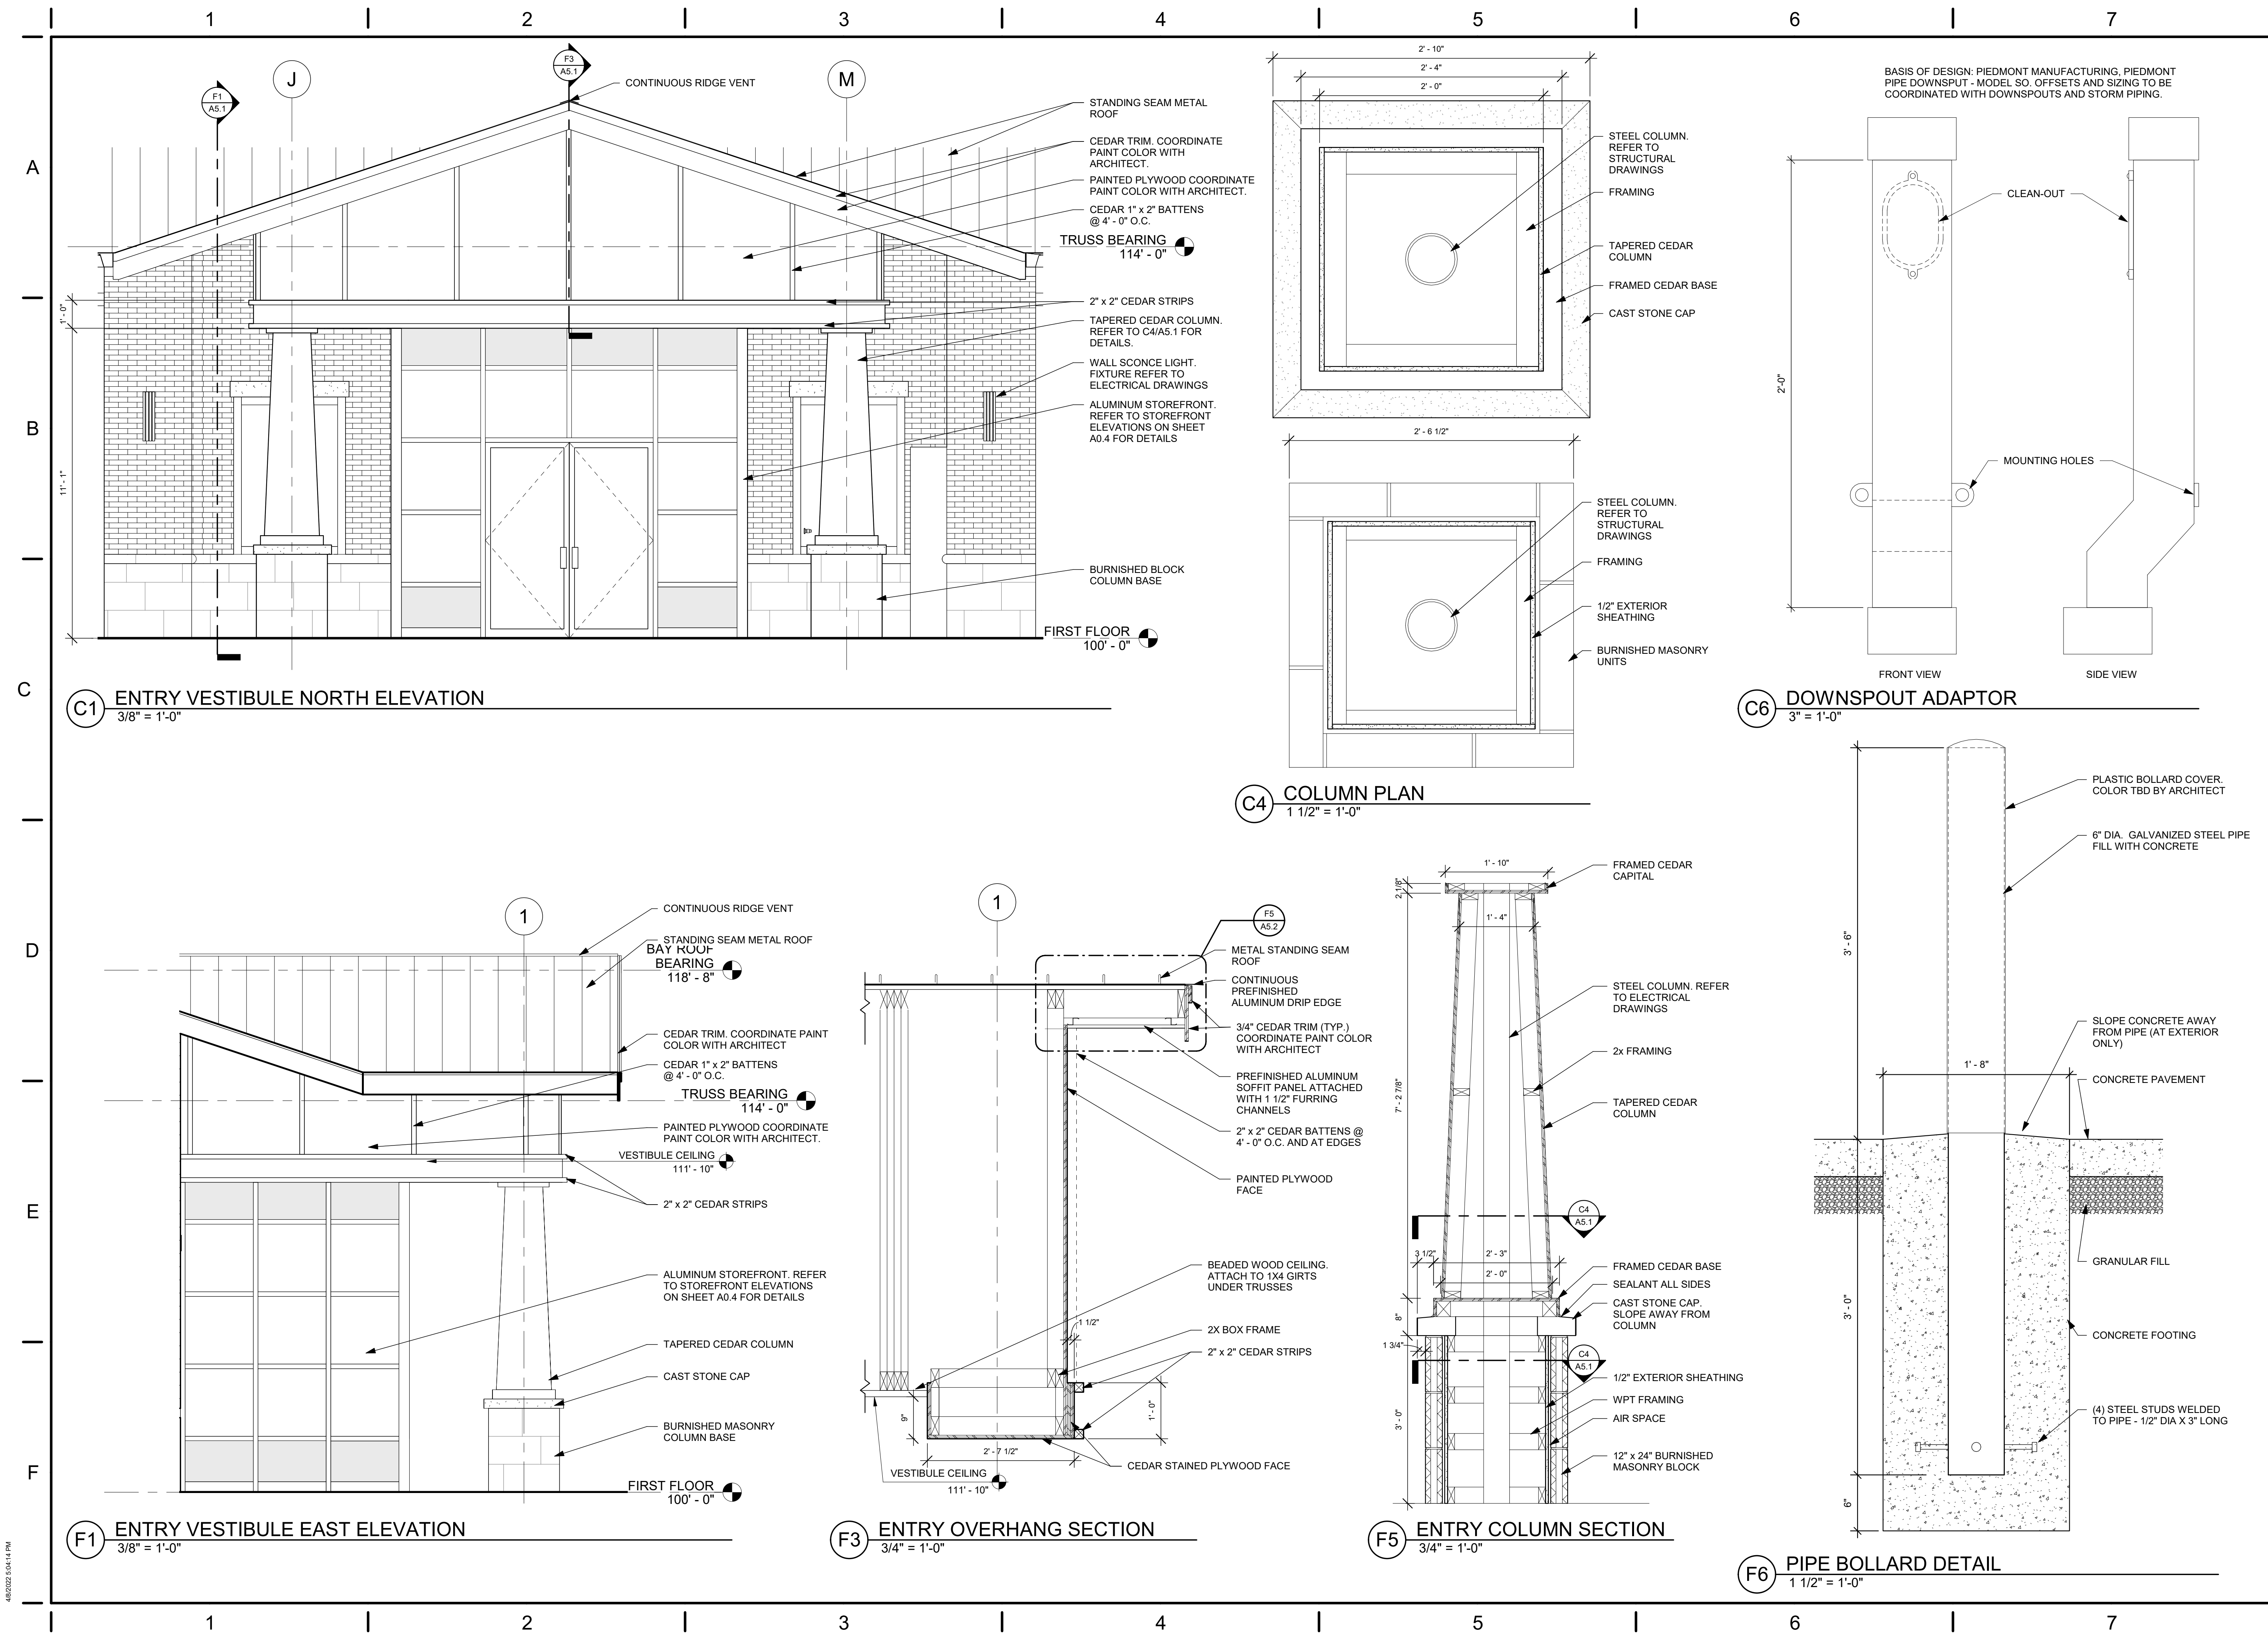 1
2
3
4
5
6
7
A
B
C
D
E
F
J
M
F1
A5.1
F3
A5.1
CONTINUOUS RIDGE VENT
STANDING SEAM METAL
ROOF
CEDAR TRIM. COORDINATE
PAINT COLOR WITH
ARCHITECT.
PAINTED PLYWOOD COORDINATE
PAINT COLOR WITH ARCHITECT.
CEDAR 1" x 2" BATTENS
@ 4' - 0" O.C.
TRUSS BEARING
114' - 0"
2" x 2" CEDAR STRIPS
TAPERED CEDAR COLUMN.
REFER TO C4/A5.1 FOR
DETAILS.
WALL SCONCE LIGHT.
FIXTURE REFER TO
ELECTRICAL DRAWINGS
ALUMINUM STOREFRONT.
REFER TO STOREFRONT
ELEVATIONS ON SHEET
A0.4 FOR DETAILS
BURNISHED BLOCK
COLUMN BASE
FIRST FLOOR
100' - 0"
1' - 0"
11' - 1"
C1
ENTRY VESTIBULE NORTH ELEVATION
3/8" = 1'-0"
2' - 10"
2' - 4"
2' - 0"
STEEL COLUMN.
REFER TO
STRUCTURAL
DRAWINGS
FRAMING
TAPERED CEDAR
COLUMN
FRAMED CEDAR BASE
CAST STONE CAP
2' - 6 1/2"
STEEL COLUMN.
REFER TO
STRUCTURAL
DRAWINGS
FRAMING
1/2" EXTERIOR
SHEATHING
BURNISHED MASONRY
UNITS
C4
COLUMN PLAN
1 1/2" = 1'-0"
BASIS OF DESIGN: PIEDMONT MANUFACTURING, PIEDMONT
PIPE DOWNSPUT - MODEL SO. OFFSETS AND SIZING TO BE
COORDINATED WITH DOWNSPOUTS AND STORM PIPING.
CLEAN-OUT
2'-0"
MOUNTING HOLES
FRONT VIEW
SIDE VIEW
C6
DOWNSPOUT ADAPTOR
3" = 1'-0"
1
CONTINUOUS RIDGE VENT
STANDING SEAM METAL ROOF
BAY ROOF
BEARING
118' - 8"
CEDAR TRIM. COORDINATE PAINT
COLOR WITH ARCHITECT
CEDAR 1" x 2" BATTENS
@ 4' - 0" O.C.
TRUSS BEARING
114' - 0"
PAINTED PLYWOOD COORDINATE
PAINT COLOR WITH ARCHITECT.
VESTIBULE CEILING
111' - 10"
2" x 2" CEDAR STRIPS
ALUMINUM STOREFRONT. REFER
TO STOREFRONT ELEVATIONS
ON SHEET A0.4 FOR DETAILS
TAPERED CEDAR COLUMN
CAST STONE CAP
BURNISHED MASONRY
COLUMN BASE
FIRST FLOOR
100' - 0"
F1
ENTRY VESTIBULE EAST ELEVATION
3/8" = 1'-0"
1
F5
A5.2
METAL STANDING SEAM
ROOF
CONTINUOUS
PREFINISHED
ALUMINUM DRIP EDGE
3/4" CEDAR TRIM (TYP.)
COORDINATE PAINT COLOR
WITH ARCHITECT
PREFINISHED ALUMINUM
SOFFIT PANEL ATTACHED
WITH 1 1/2" FURRING
CHANNELS
2" x 2" CEDAR BATTENS @
4' - 0" O.C. AND AT EDGES
PAINTED PLYWOOD
FACE
BEADED WOOD CEILING.
ATTACH TO 1X4 GIRTS
UNDER TRUSSES
1 1/2"
2X BOX FRAME
2" x 2" CEDAR STRIPS
9"
1' - 0"
2' - 7 1/2"
CEDAR STAINED PLYWOOD FACE
VESTIBULE CEILING
111' - 10"
F3
ENTRY OVERHANG SECTION
3/4" = 1'-0"
1' - 10"
2 1/8"
FRAMED CEDAR
CAPITAL
1' - 4"
STEEL COLUMN. REFER
TO ELECTRICAL
DRAWINGS
2x FRAMING
7' - 2 7/8"
TAPERED CEDAR
COLUMN
C4
A5.1
3 1/2"
2' - 3"
2' - 0"
FRAMED CEDAR BASE
SEALANT ALL SIDES
CAST STONE CAP.
SLOPE AWAY FROM
COLUMN
8"
1 3/4"
C4
A5.1
1/2" EXTERIOR SHEATHING
WPT FRAMING
AIR SPACE
3' - 0"
12" x 24" BURNISHED
MASONRY BLOCK
F5
ENTRY COLUMN SECTION
3/4" = 1'-0"
PLASTIC BOLLARD COVER.
COLOR TBD BY ARCHITECT
6" DIA. GALVANIZED STEEL PIPE
FILL WITH CONCRETE
3' - 6"
SLOPE CONCRETE AWAY
FROM PIPE (AT EXTERIOR
ONLY)
1' - 8"
CONCRETE PAVEMENT
GRANULAR FILL
3' - 0"
CONCRETE FOOTING
(4) STEEL STUDS WELDED
TO PIPE - 1/2" DIA X 3" LONG
6"
F6
PIPE BOLLARD DETAIL
1 1/2" = 1'-0"
4/8/2022 5:04:14 PM
1
2
3
4
5
6
7